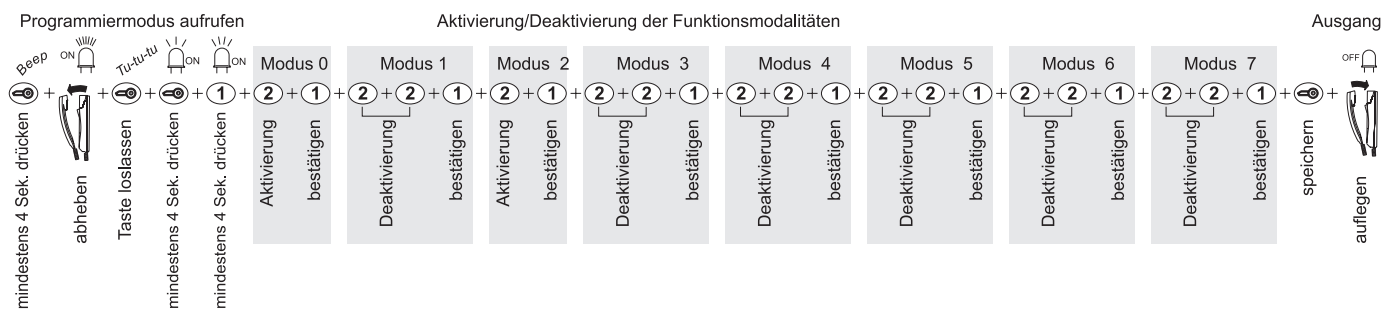 Programmiermodus aufrufen
Aktivierung/Deaktivierung der Funktionsmodalitäten
Ausgang
Beep
ON
Tu-tu-tu
ON
ON
OFF
Modus 0
Modus 1
Modus 2
Modus 3
Modus 4
Modus 5
Modus 6
Modus 7
+ + + + 1 + 2 + 1 + 2 + 2 + 1 + 2 + 1 + 2 + 2 + 1 + 2 + 2 + 1 + 2 + 2 + 1 + 2 + 2 + 1 + 2 + 2 + 1 + +
mindestens 4 Sek. drücken
abheben
Taste loslassen
mindestens 4 Sek. drücken
mindestens 4 Sek. drücken
Aktivierung
bestätigen
Deaktivierung
bestätigen
Aktivierung
bestätigen
Deaktivierung
bestätigen
Deaktivierung
bestätigen
Deaktivierung
bestätigen
Deaktivierung
bestätigen
Deaktivierung
bestätigen
speichern
auflegen